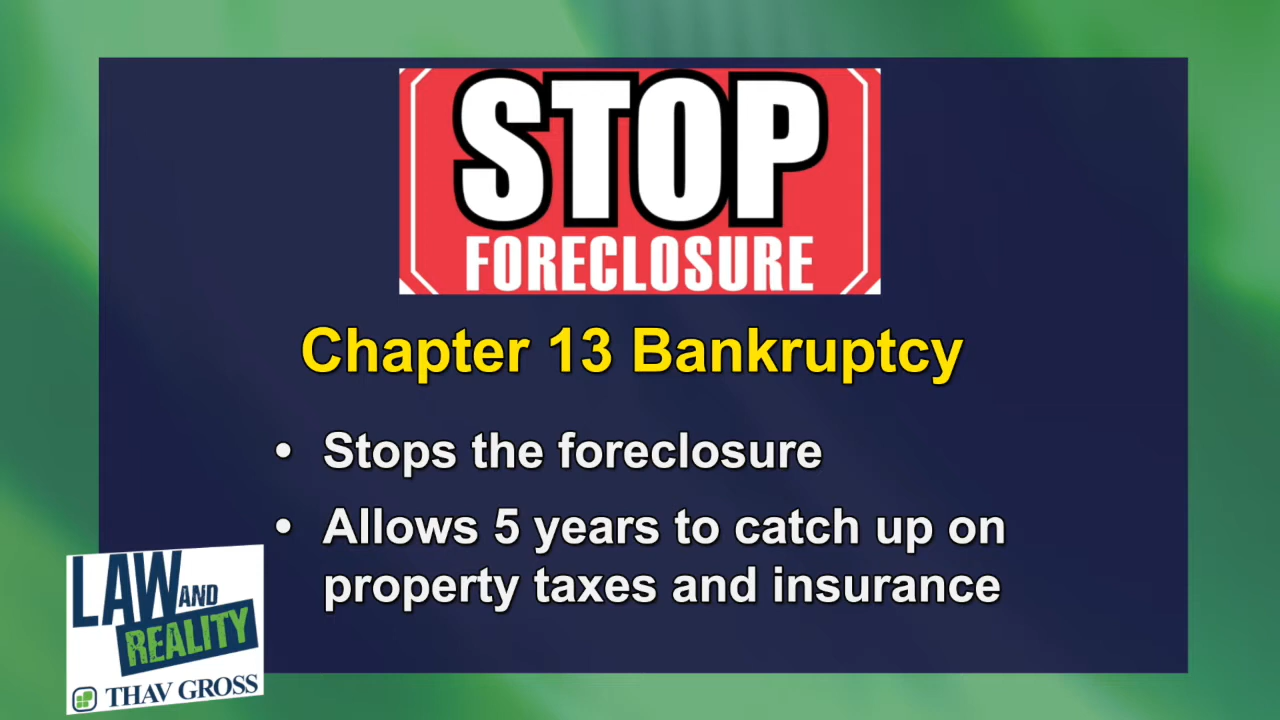 STOP
FORECLOSURE
Chapter 13 Bankruptcy
• Stops the foreclosure
• Allows 5 years to catch up on
property taxes and insurance
LAW AND
REALITY
THAV GROSS